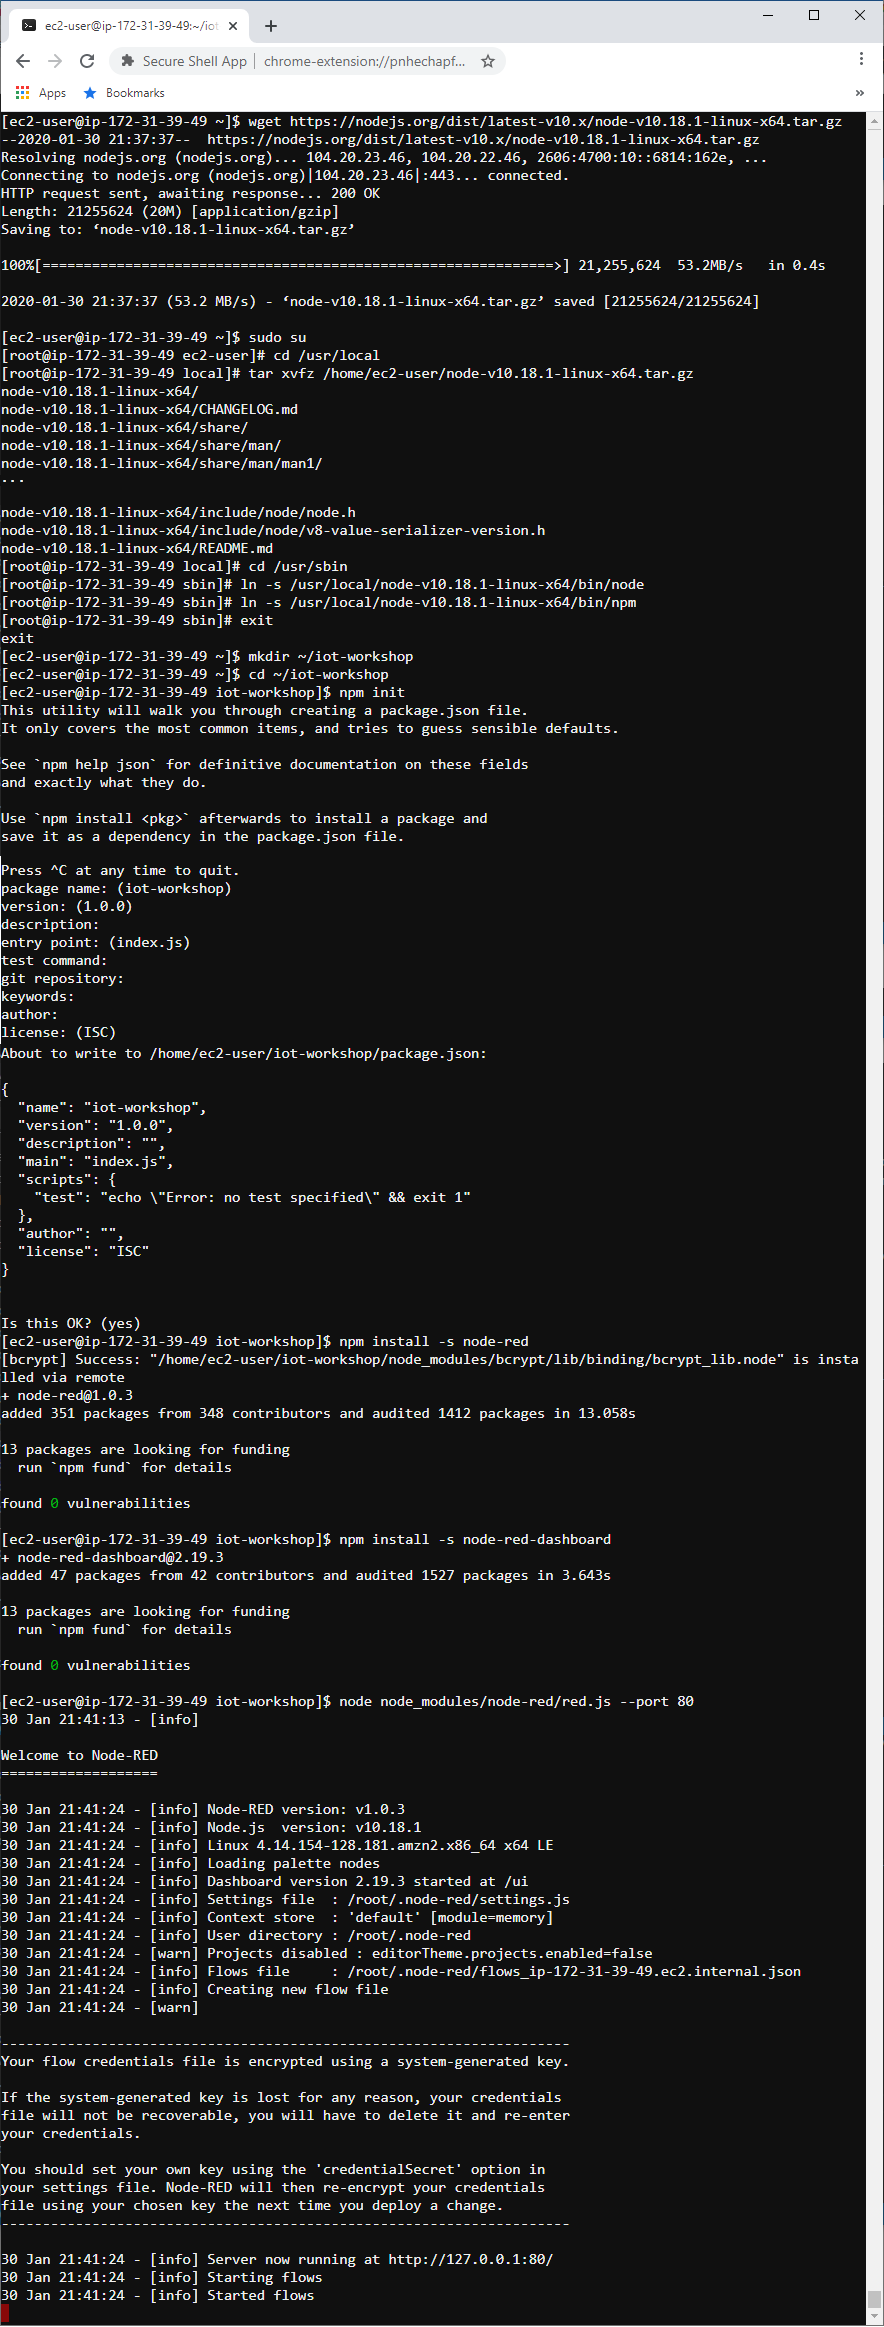 ec2-user@ip-172-31-39-49:~/iot
Secure Shell App | chrome-extension://pnhechapf...
Apps Bookmarks »
[ec2-user@ip-172-31-39-49 ~]$ wget https://nodejs.org/dist/latest-v10.x/node-v10.18.1-linux-x64.tar.gz
--2020-01-30 21:37:37-- https://nodejs.org/dist/latest-v10.x/node-v10.18.1-linux-x64.tar.gz
Resolving nodejs.org (nodejs.org)... 104.20.23.46, 104.20.22.46, 2606:4700:10::6814:162e, ...
Connecting to nodejs.org (nodejs.org)|104.20.23.46|:443... connected.
HTTP request sent, awaiting response... 200 OK
Length: 21255624 (20M) [application/gzip]
Saving to: ‘node-v10.18.1-linux-x64.tar.gz’
100%[==============================================================>] 21,255,624 53.2MB/s in 0.4s
2020-01-30 21:37:37 (53.2 MB/s) - ‘node-v10.18.1-linux-x64.tar.gz’ saved [21255624/21255624]
[ec2-user@ip-172-31-39-49 ~]$ sudo su
[root@ip-172-31-39-49 ec2-user]# cd /usr/local
[root@ip-172-31-39-49 local]# tar xvfz /home/ec2-user/node-v10.18.1-linux-x64.tar.gz
node-v10.18.1-linux-x64/
node-v10.18.1-linux-x64/CHANGELOG.md
node-v10.18.1-linux-x64/share/
node-v10.18.1-linux-x64/share/man/
node-v10.18.1-linux-x64/share/man/man1/
...
node-v10.18.1-linux-x64/include/node/node.h
node-v10.18.1-linux-x64/include/node/v8-value-serializer-version.h
node-v10.18.1-linux-x64/README.md
[root@ip-172-31-39-49 local]# cd /usr/sbin
[root@ip-172-31-39-49 sbin]# ln -s /usr/local/node-v10.18.1-linux-x64/bin/node
[root@ip-172-31-39-49 sbin]# ln -s /usr/local/node-v10.18.1-linux-x64/bin/npm
[root@ip-172-31-39-49 sbin]# exit
exit
[ec2-user@ip-172-31-39-49 ~]$ mkdir ~/iot-workshop
[ec2-user@ip-172-31-39-49 ~]$ cd ~/iot-workshop
[ec2-user@ip-172-31-39-49 iot-workshop]$ npm init
This utility will walk you through creating a package.json file.
It only covers the most common items, and tries to guess sensible defaults.
See `npm help json` for definitive documentation on these fields
and exactly what they do.
Use `npm install <pkg>` afterwards to install a package and
save it as a dependency in the package.json file.
Press ^C at any time to quit.
package name: (iot-workshop)
version: (1.0.0)
description:
entry point: (index.js)
test command:
git repository:
keywords:
author:
license: (ISC)
About to write to /home/ec2-user/iot-workshop/package.json:
{
  "name": "iot-workshop",
  "version": "1.0.0",
  "description": "",
  "main": "index.js",
  "scripts": {
    "test": "echo \"Error: no test specified\" && exit 1"
  },
  "author": "",
  "license": "ISC"
}
Is this OK? (yes)
[ec2-user@ip-172-31-39-49 iot-workshop]$ npm install -s node-red
[bcrypt] Success: "/home/ec2-user/iot-workshop/node_modules/bcrypt/lib/binding/bcrypt_lib.node" is insta
lled via remote
+ node-red@1.0.3
added 351 packages from 348 contributors and audited 1412 packages in 13.058s
13 packages are looking for funding
  run `npm fund` for details
found 0 vulnerabilities
[ec2-user@ip-172-31-39-49 iot-workshop]$ npm install -s node-red-dashboard
+ node-red-dashboard@2.19.3
added 47 packages from 42 contributors and audited 1527 packages in 3.643s
13 packages are looking for funding
  run `npm fund` for details
found 0 vulnerabilities
[ec2-user@ip-172-31-39-49 iot-workshop]$ node node_modules/node-red/red.js --port 80
30 Jan 21:41:13 - [info]
Welcome to Node-RED
===================
30 Jan 21:41:24 - [info] Node-RED version: v1.0.3
30 Jan 21:41:24 - [info] Node.js  version: v10.18.1
30 Jan 21:41:24 - [info] Linux 4.14.154-128.181.amzn2.x86_64 x64 LE
30 Jan 21:41:24 - [info] Loading palette nodes
30 Jan 21:41:24 - [info] Dashboard version 2.19.3 started at /ui
30 Jan 21:41:24 - [info] Settings file  : /root/.node-red/settings.js
30 Jan 21:41:24 - [info] Context store  : 'default' [module=memory]
30 Jan 21:41:24 - [info] User directory : /root/.node-red
30 Jan 21:41:24 - [warn] Projects disabled : editorTheme.projects.enabled=false
30 Jan 21:41:24 - [info] Flows file     : /root/.node-red/flows_ip-172-31-39-49.ec2.internal.json
30 Jan 21:41:24 - [info] Creating new flow file
30 Jan 21:41:24 - [warn]
---------------------------------------------------------------------
Your flow credentials file is encrypted using a system-generated key.
If the system-generated key is lost for any reason, your credentials
file will not be recoverable, you will have to delete it and re-enter
your credentials.
You should set your own key using the 'credentialSecret' option in
your settings file. Node-RED will then re-encrypt your credentials
file using your chosen key the next time you deploy a change.
---------------------------------------------------------------------
30 Jan 21:41:24 - [info] Server now running at http://127.0.0.1:80/
30 Jan 21:41:24 - [info] Starting flows
30 Jan 21:41:24 - [info] Started flows